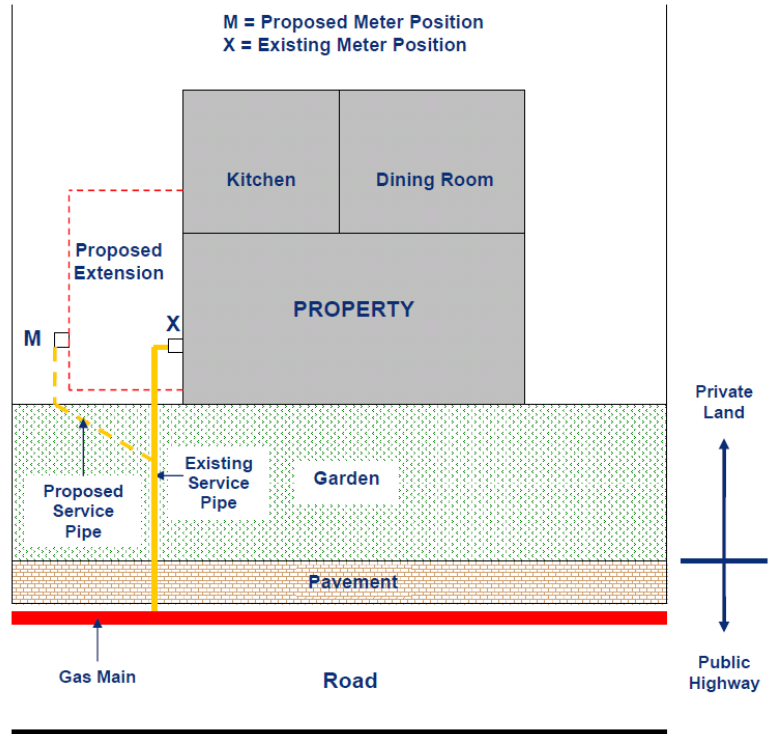 M = Proposed Meter Position
X = Existing Meter Position
Kitchen
Dining Room
Proposed
Extension
PROPERTY
X
M
Private
Land
Existing
Service
Pipe
Garden
Proposed
Service
Pipe
Pavement
Gas Main
Road
Public
Highway